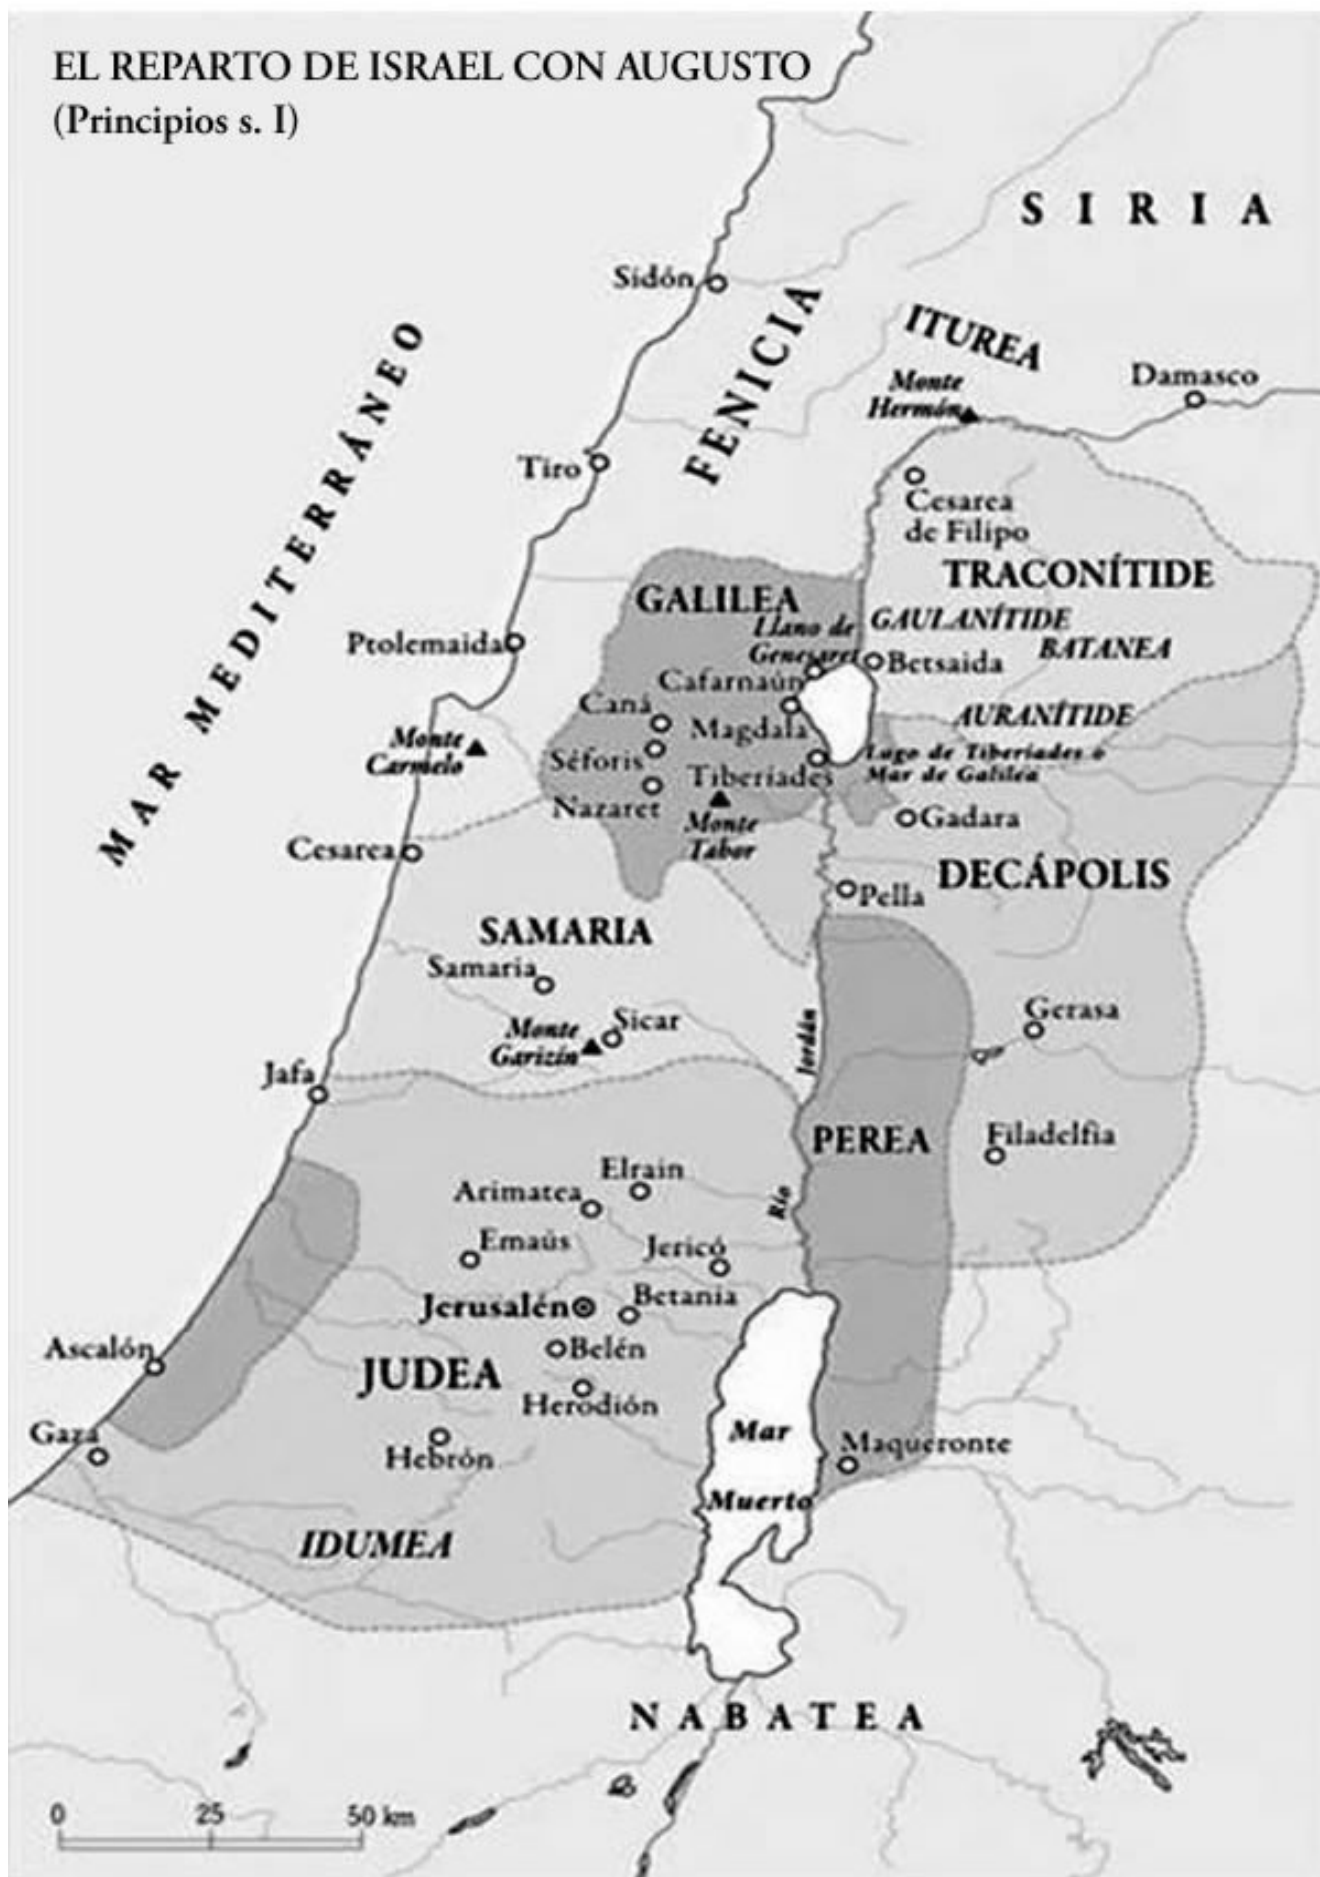 EL REPARTO DE ISRAEL CON AUGUSTO
(Principios s. I)
SIRIA
Sidón
FENICIA
ITUREA
MAR MEDITERRÁNEO
Monte
Hermón
Damasco
Tiro
Cesarea
de Filipo
TRACONÍTIDE
GALILEA
Llano de
Genesaret
GAULANÍTIDE
BATANEA
Ptolemaida
Betsaida
Cafarnaún
Caná
Magdala
AURANÍTIDE
Monte
Carmelo
Séforis
Tiberíades
Lago de Tiberíades o
Mar de Galilea
Nazaret
Monte
Tabor
Gadara
Cesarea
DECÁPOLIS
Pella
SAMARIA
Samaria
Sicar
Monte
Garizín
Gerasa
Río Jordán
Jafa
PEREA
Filadelfia
Elrain
Arimatea
Emaús
Jericó
Jerusalén
Betania
Ascalón
Belén
JUDEA
Herodión
Gaza
Hebrón
Mar
Muerto
Maqueronte
IDUMEA
NABATEA
0 25 50 km